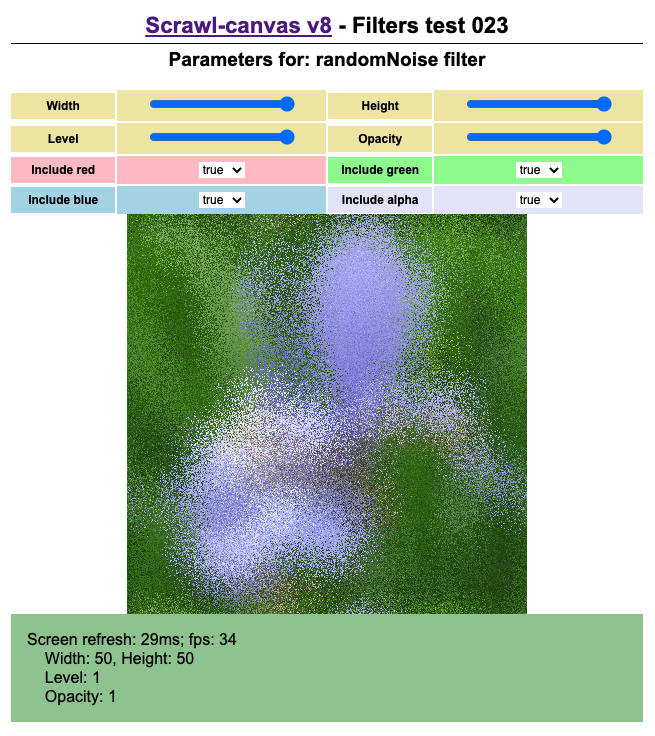 Scrawl-canvas v8 - Filters test 023
Parameters for: randomNoise filter
Width Height
Level Opacity
Include red true Include green true
Include blue true Include alpha true
Screen refresh: 29ms; fps: 34
Width: 50, Height: 50
Level: 1
Opacity: 1